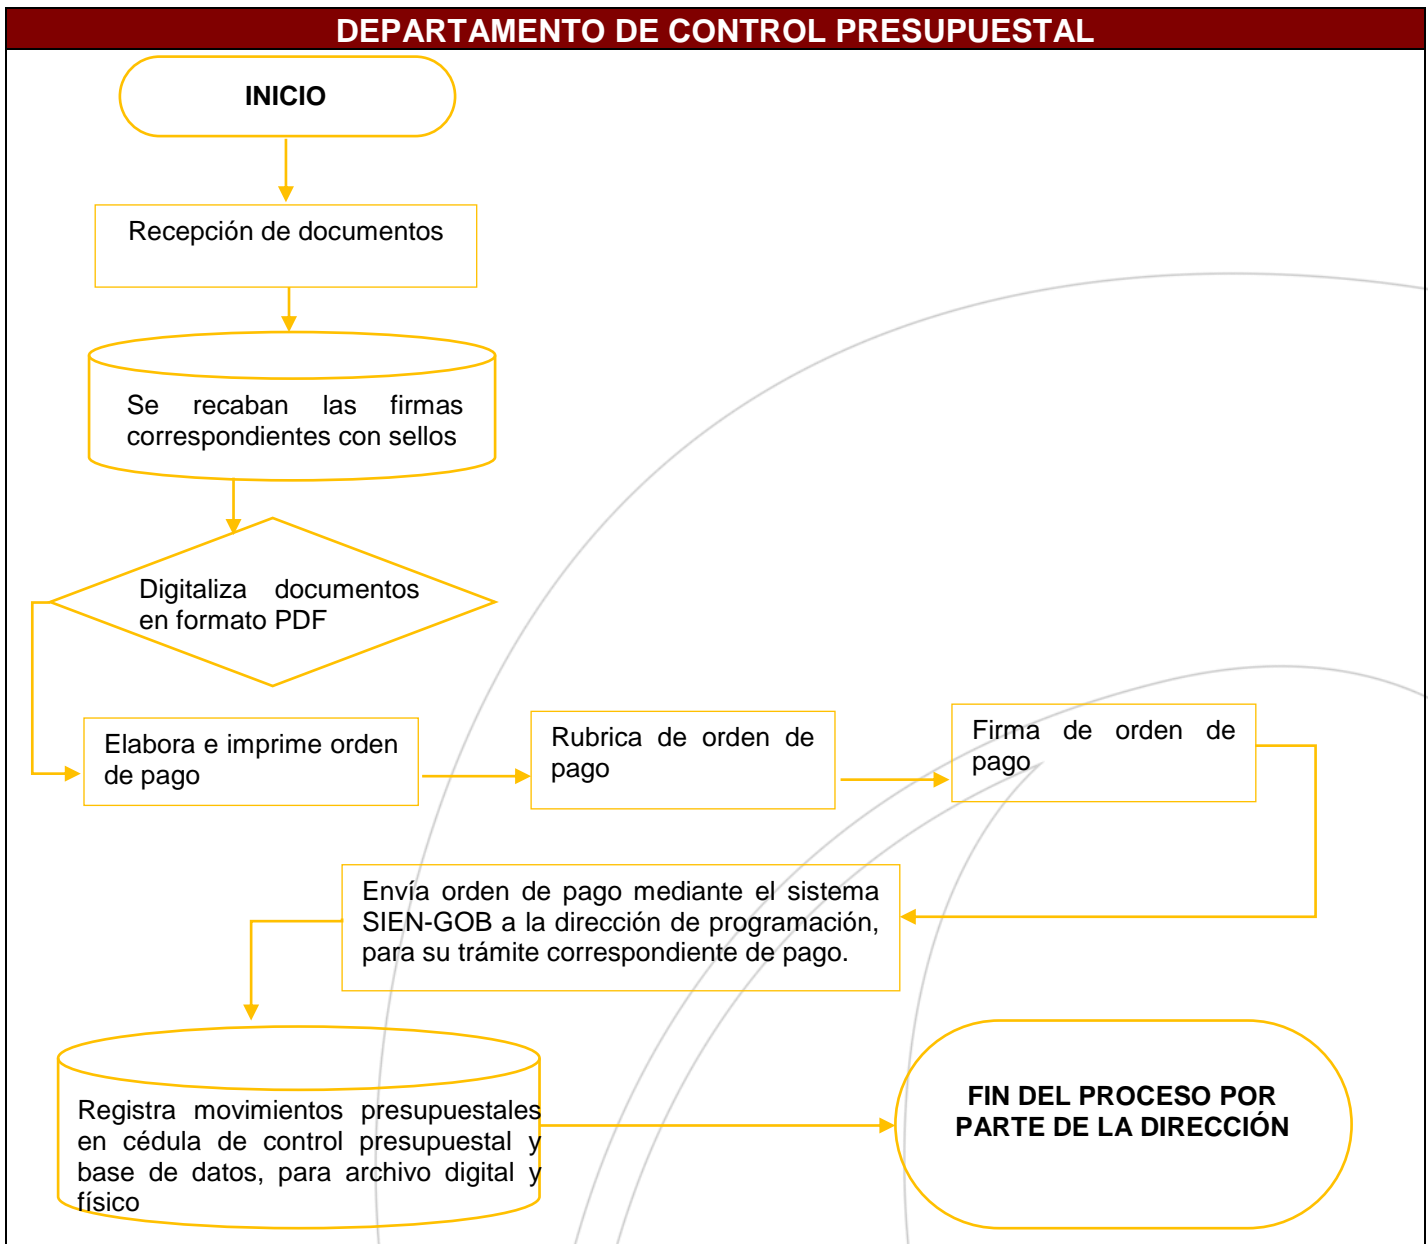 DEPARTAMENTO DE CONTROL PRESUPUESTAL
INICIO
Recepción de documentos
Se recaban las firmas
correspondientes con sellos
Digitaliza documentos
en formato PDF
Elabora e imprime orden
de pago
Rubrica de orden de
pago
Firma de orden de
pago
Envía orden de pago mediante el sistema
SIEN-GOB a la dirección de programación,
para su trámite correspondiente de pago.
Registra movimientos presupuestales
en cédula de control presupuestal y
base de datos, para archivo digital y
físico
FIN DEL PROCESO POR
PARTE DE LA DIRECCIÓN